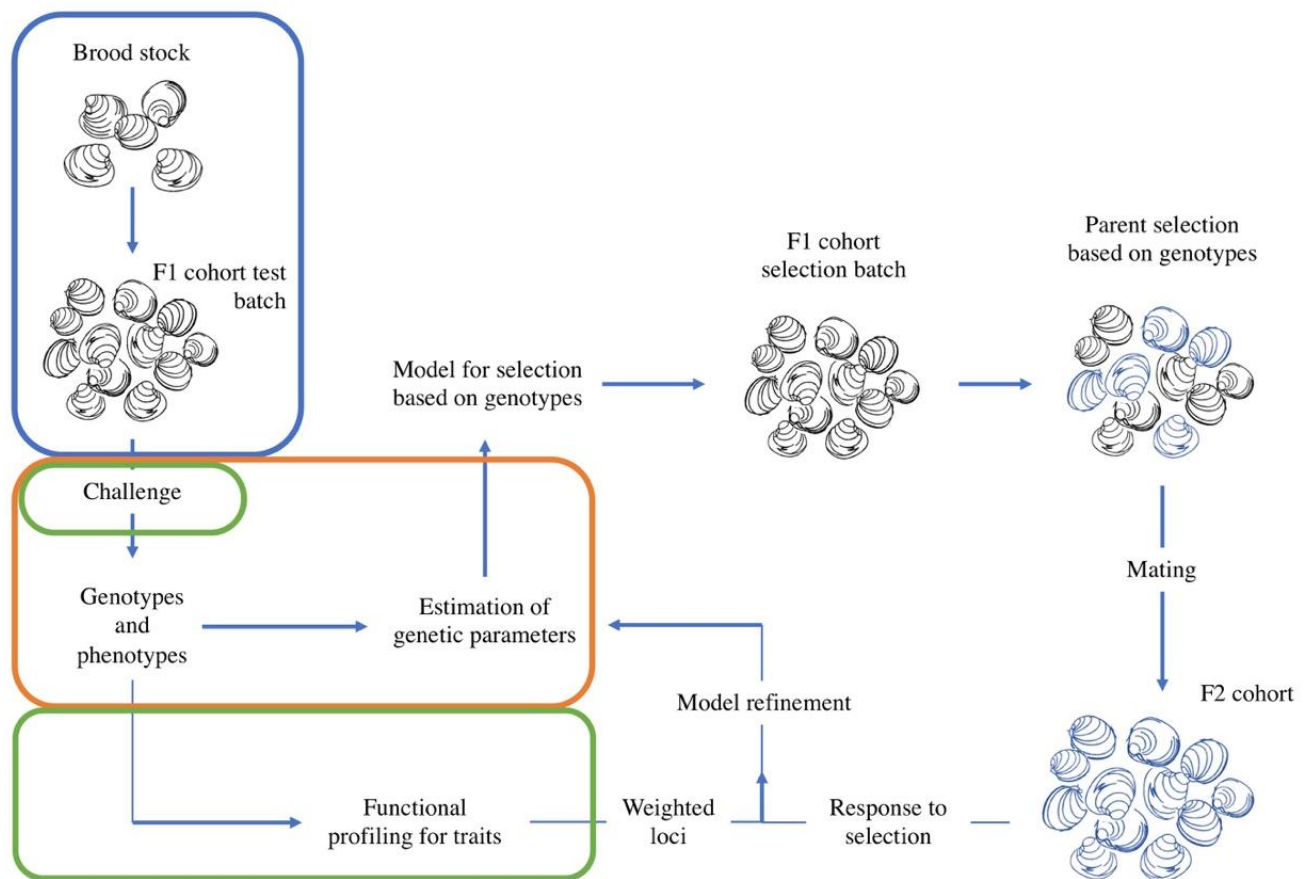 Brood stock
F1 cohort test
batch
Challenge
Genotypes
and
phenotypes
Estimation of
genetic parameters
Model for selection
based on genotypes
F1 cohort
selection batch
Parent selection
based on genotypes
Mating
F2 cohort
Model refinement
Functional
profiling for traits
Weighted
loci
Response to
selection